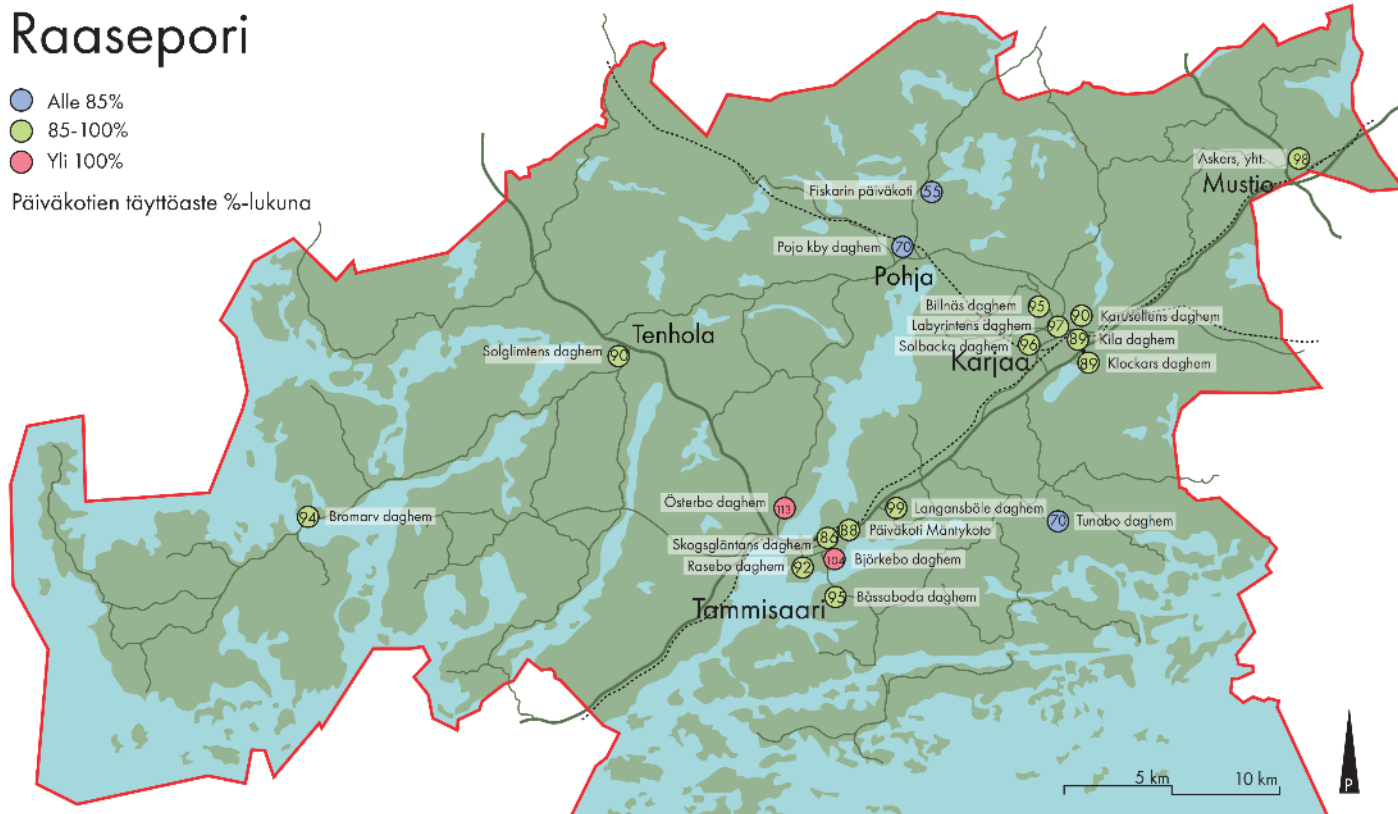 Raasepori
Alle 85%
85-100%
Yli 100%
Päiväkotien täyttöaste %-lukuna
Askers, yht. 98
Mustio
Fiskarin päiväkoti 55
Pojo kby daghem 70
Pohja
Billnäs daghem 95
90 Karusellens daghem
Labyrintens daghem 97
89 Kila daghem
Solbacka daghem 96
Karjaa
89 Klockars daghem
Tenhola
Solglimtens daghem 90
Österbo daghem 113
99 Langansböle daghem
94 Bromarv daghem
70 Tunabo daghem
88 Päiväkoti Mäntykoto
Skogsgläntans daghem 86
104 Björkebo daghem
Rasebo daghem 92
95 Båssaboda daghem
Tammisaari
5 km
10 km
P